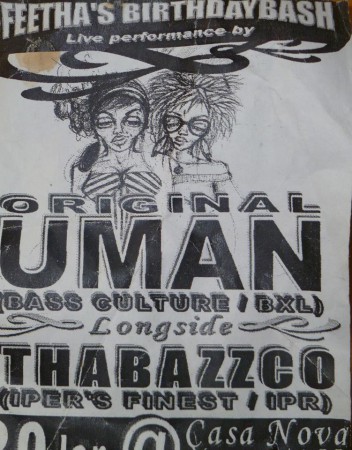 FEETHA'S BIRTHDAYBASH
Live performance by
ORIGINAL
UMAN
(BASS CULTURE / BXL)
Longside
THABAZZCO
(IPER'S FINEST / IPR)
@ Casa Nova